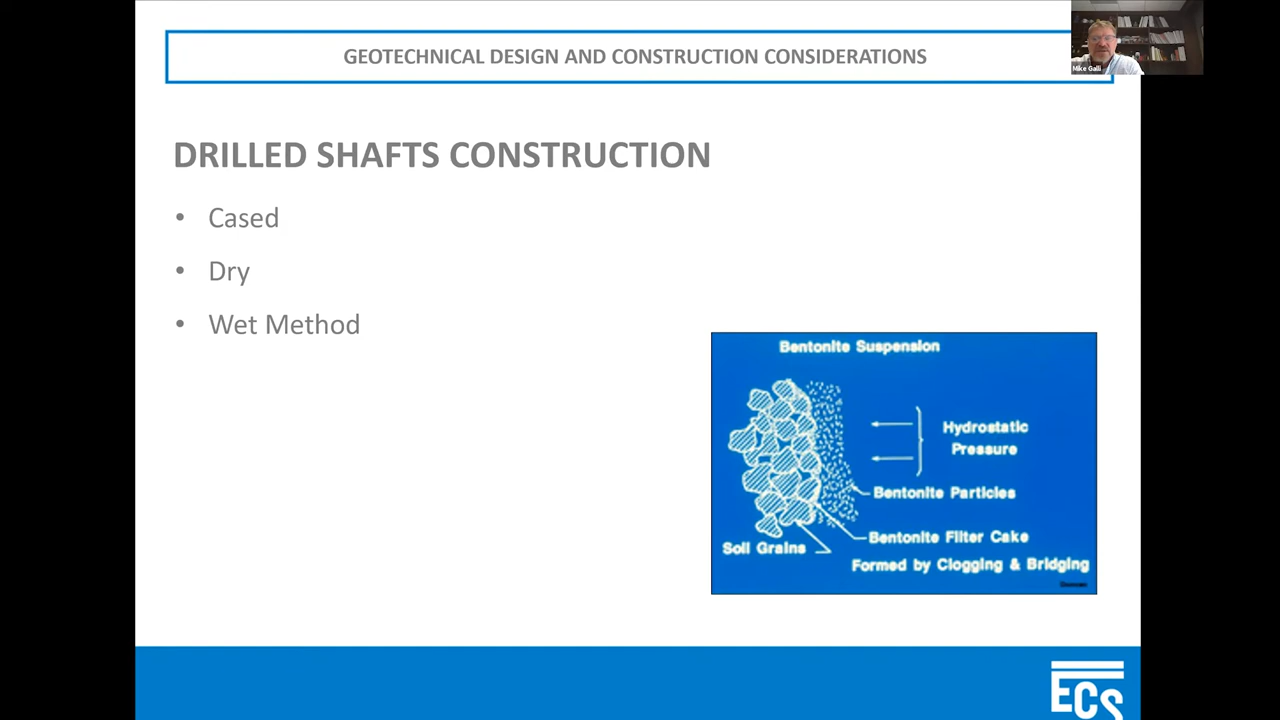 GEOTECHNICAL DESIGN AND CONSTRUCTION CONSIDERATIONS
Mike Galli
DRILLED SHAFTS CONSTRUCTION
• Cased
• Dry
• Wet Method
Bentonite Suspension
Hydrostatic
Pressure
Bentonite Particles
Bentonite Filter Cake
Soil Grains
Formed by Clogging & Bridging
ECS